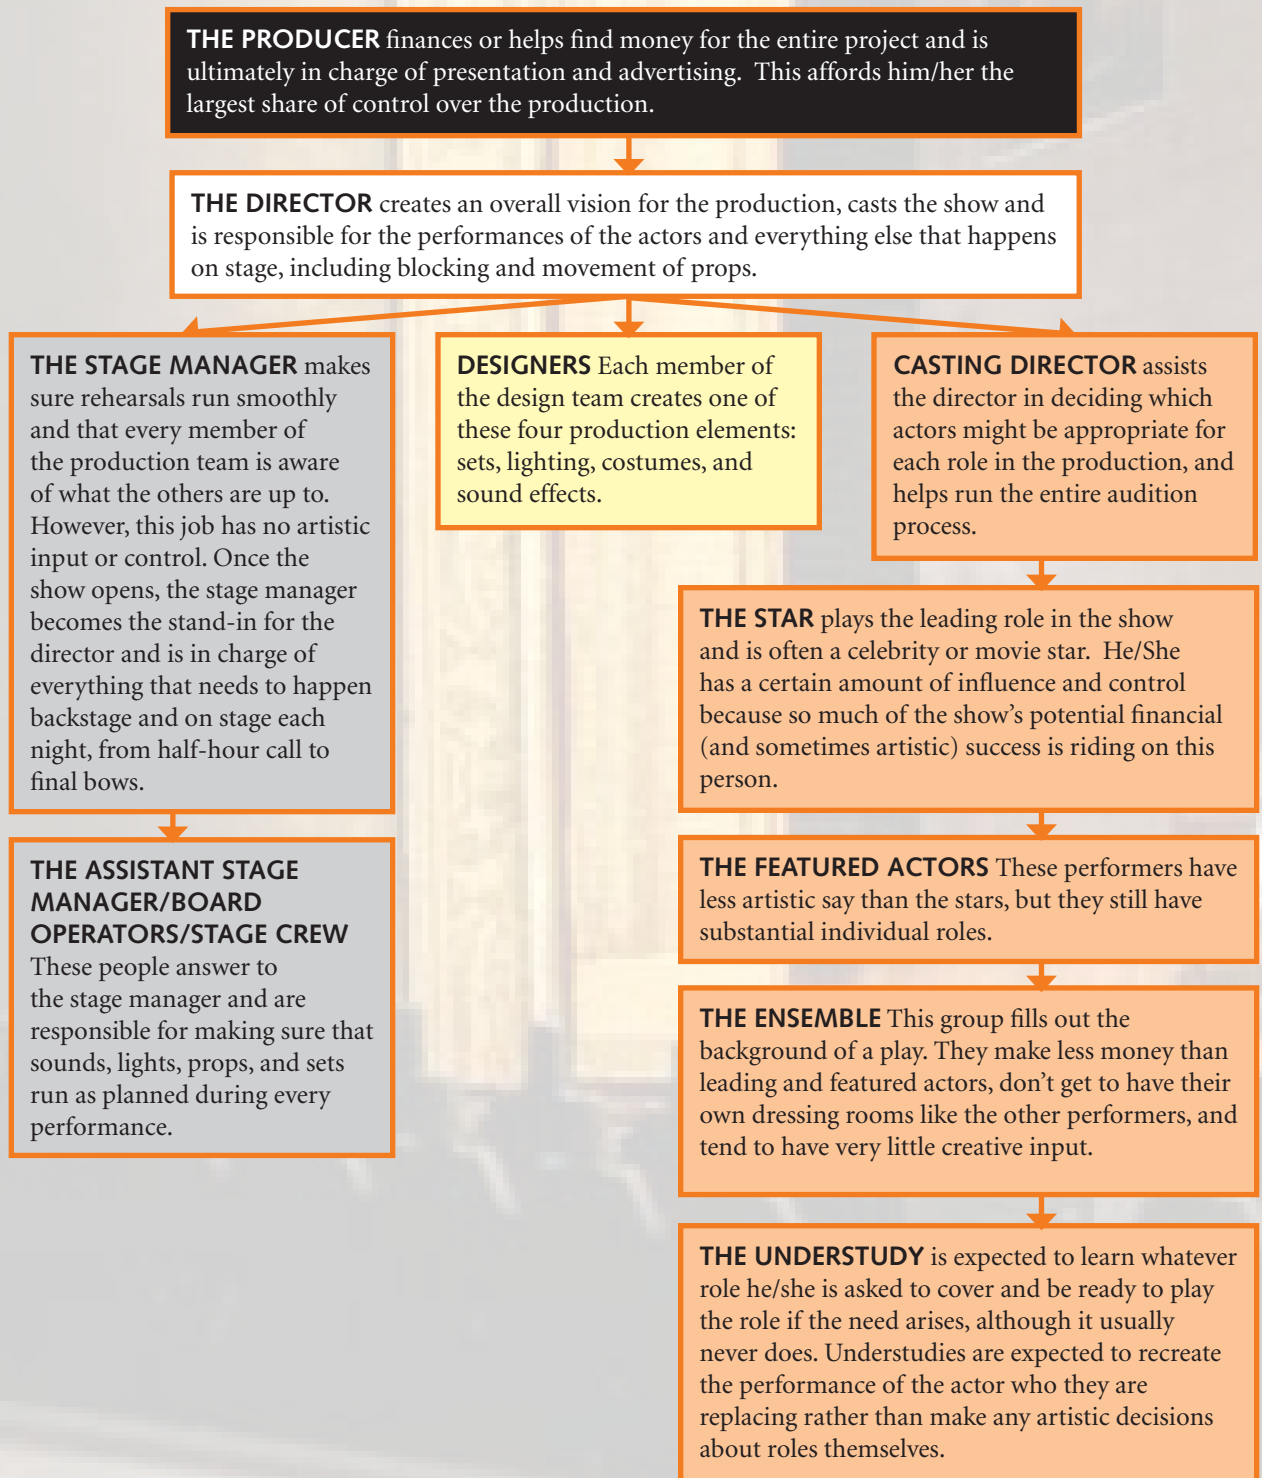 THE PRODUCER finances or helps find money for the entire project and is
ultimately in charge of presentation and advertising. This affords him/her the
largest share of control over the production.
THE DIRECTOR creates an overall vision for the production, casts the show and
is responsible for the performances of the actors and everything else that happens
on stage, including blocking and movement of props.
THE STAGE MANAGER makes
sure rehearsals run smoothly
and that every member of
the production team is aware
of what the others are up to.
However, this job has no artistic
input or control. Once the
show opens, the stage manager
becomes the stand-in for the
director and is in charge of
everything that needs to happen
backstage and on stage each
night, from half-hour call to
final bows.
THE ASSISTANT STAGE
MANAGER/BOARD
OPERATORS/STAGE CREW
These people answer to
the stage manager and are
responsible for making sure that
sounds, lights, props, and sets
run as planned during every
performance.
DESIGNERS Each member of
the design team creates one of
these four production elements:
sets, lighting, costumes, and
sound effects.
CASTING DIRECTOR assists
the director in deciding which
actors might be appropriate for
each role in the production, and
helps run the entire audition
process.
THE STAR plays the leading role in the show
and is often a celebrity or movie star. He/She
has a certain amount of influence and control
because so much of the show's potential financial
(and sometimes artistic) success is riding on this
person.
THE FEATURED ACTORS These performers have
less artistic say than the stars, but they still have
substantial individual roles.
THE ENSEMBLE This group fills out the
background of a play. They make less money than
leading and featured actors, don't get to have their
own dressing rooms like the other performers, and
tend to have very little creative input.
THE UNDERSTUDY is expected to learn whatever
role he/she is asked to cover and be ready to play
the role if the need arises, although it usually
never does. Understudies are expected to recreate
the performance of the actor who they are
replacing rather than make any artistic decisions
about roles themselves.